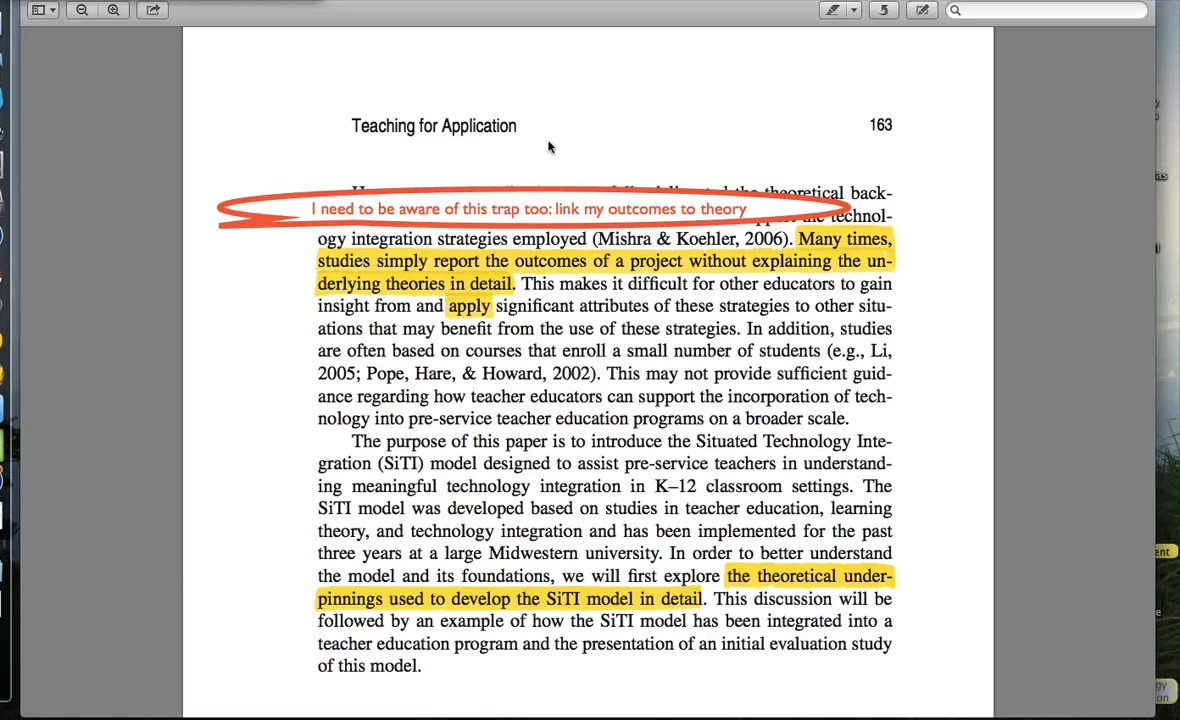 Teaching for Application 163
the theoretical back-
I need to be aware of this trap too: link my outcomes to theory
the technol-
ogy integration strategies employed (Mishra & Koehler, 2006). Many times,
studies simply report the outcomes of a project without explaining the un-
derlying theories in detail. This makes it difficult for other educators to gain
insight from and apply significant attributes of these strategies to other situ-
ations that may benefit from the use of these strategies. In addition, studies
are often based on courses that enroll a small number of students (e.g., Li,
2005; Pope, Hare, & Howard, 2002). This may not provide sufficient guid-
ance regarding how teacher educators can support the incorporation of tech-
nology into pre-service teacher education programs on a broader scale.
The purpose of this paper is to introduce the Situated Technology Inte-
gration (SiTI) model designed to assist pre-service teachers in understand-
ing meaningful technology integration in K–12 classroom settings. The
SiTI model was developed based on studies in teacher education, learning
theory, and technology integration and has been implemented for the past
three years at a large Midwestern university. In order to better understand
the model and its foundations, we will first explore the theoretical under-
pinnings used to develop the SiTI model in detail. This discussion will be
followed by an example of how the SiTI model has been integrated into a
teacher education program and the presentation of an initial evaluation study
of this model.